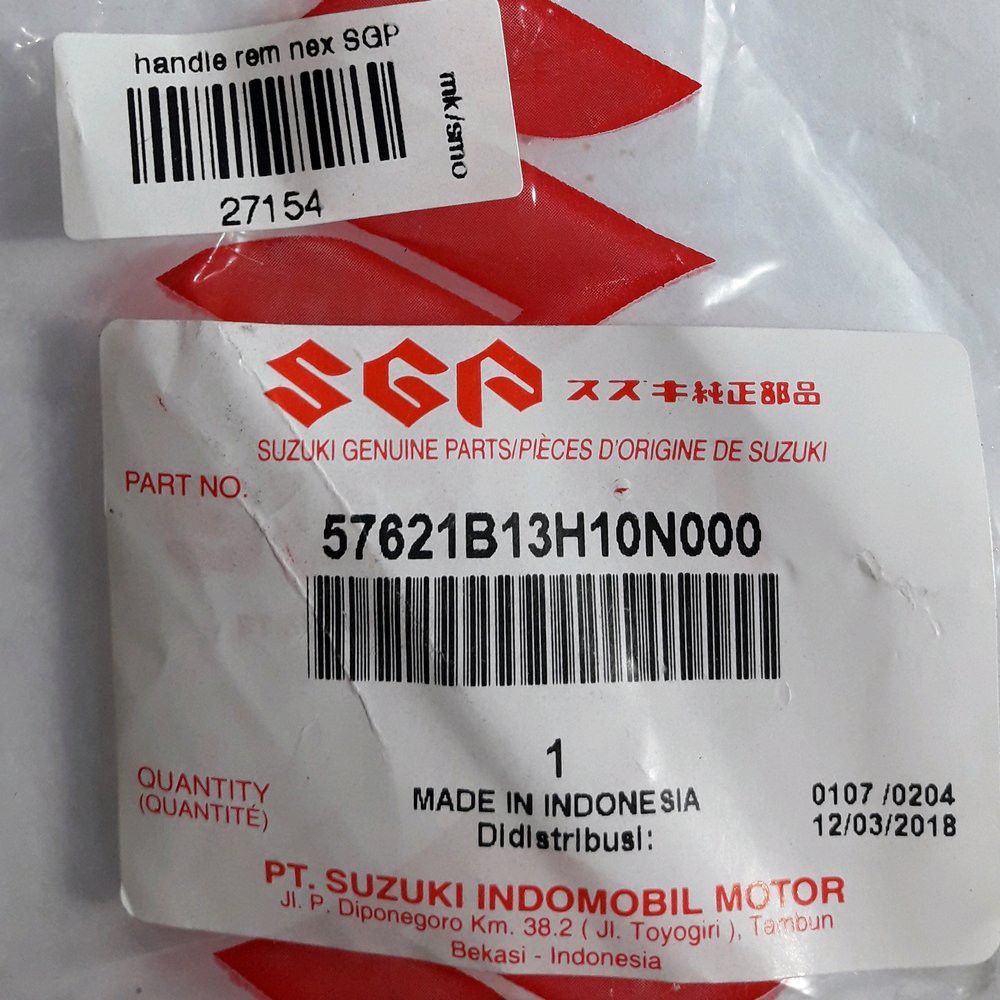 handle rem nex SGP
mk/smo
27154
SGP スズキ純正部品
SUZUKI GENUINE PARTS/PIÈCES D'ORIGINE DE SUZUKI
PART NO.
57621B13H10N000
1
QUANTITY
(QUANTITÉ)
MADE IN INDONESIA
Didistribusi:
0107 /0204
12/03/2018
PT. SUZUKI INDOMOBIL MOTOR
Jl. P. Diponegoro Km. 38.2 ( Jl. Toyogiri ), Tambun
Bekasi - Indonesia